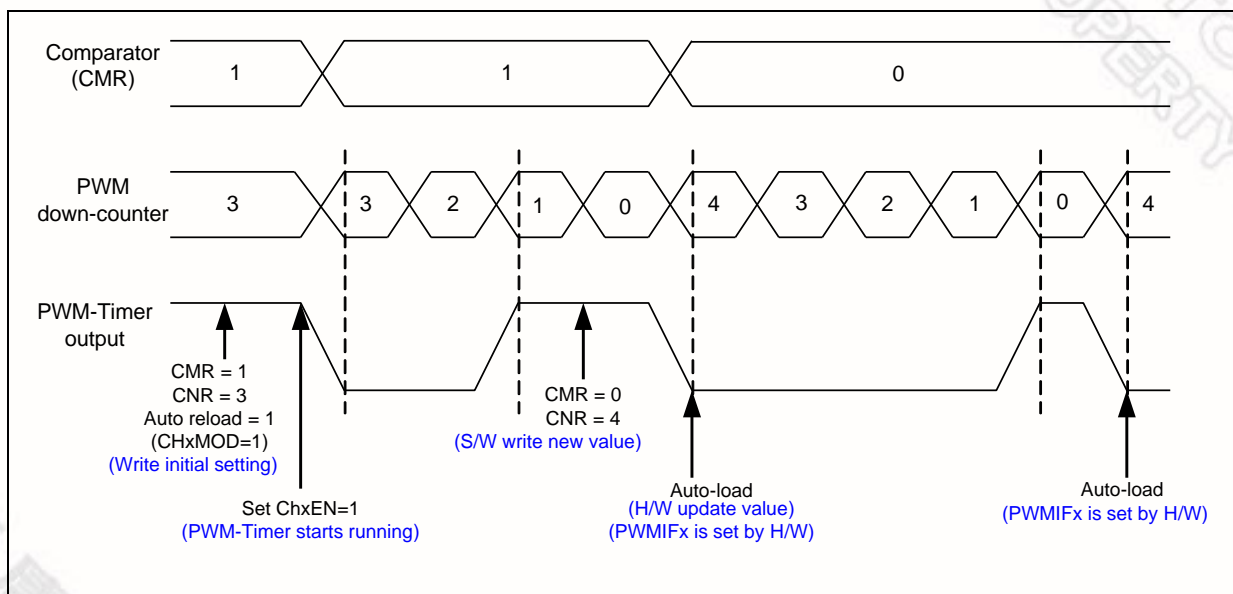 Comparator
(CMR)
1
1
0
PWM
down-counter
3
3
2
1
0
4
3
2
1
0
4
PWM-Timer
output
CMR = 1
CNR = 3
Auto reload = 1
(CHxMOD=1)
(Write initial setting)
Set ChxEN=1
(PWM-Timer starts running)
CMR = 0
CNR = 4
(S/W write new value)
Auto-load
(H/W update value)
(PWMIFx is set by H/W)
Auto-load
(PWMIFx is set by H/W)